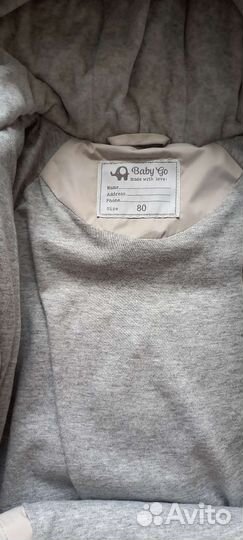 Baby Go
Made with love.
Name
Address
Phone
Size 80
Avito